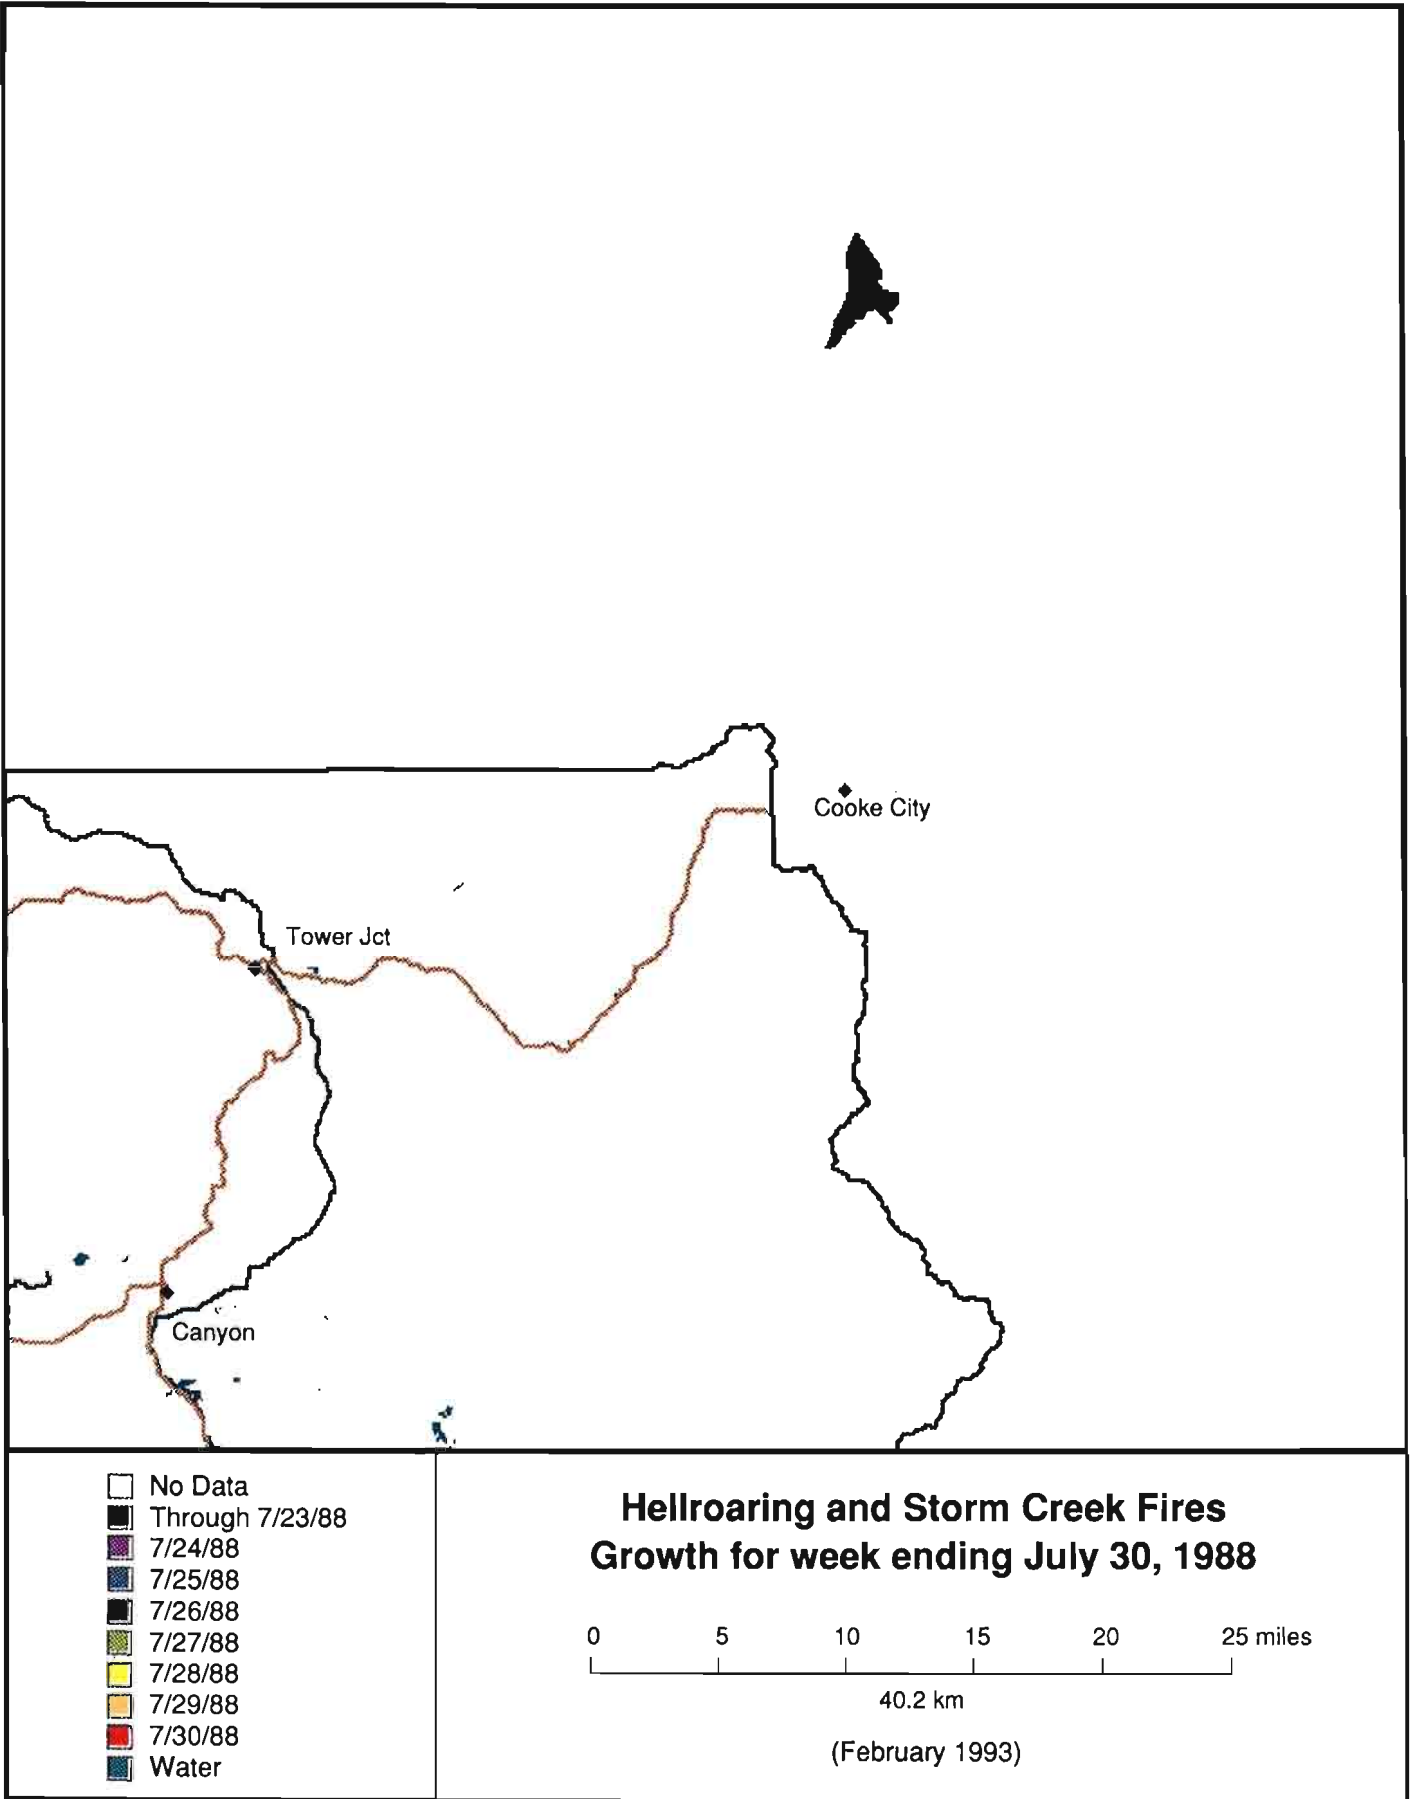 Cooke City
Tower Jct
Canyon
No Data
Through 7/23/88
7/24/88
7/25/88
7/26/88
7/27/88
7/28/88
7/29/88
7/30/88
Water
Hellroaring and Storm Creek Fires
Growth for week ending July 30, 1988
0 5 10 15 20 25 miles
40.2 km
(February 1993)